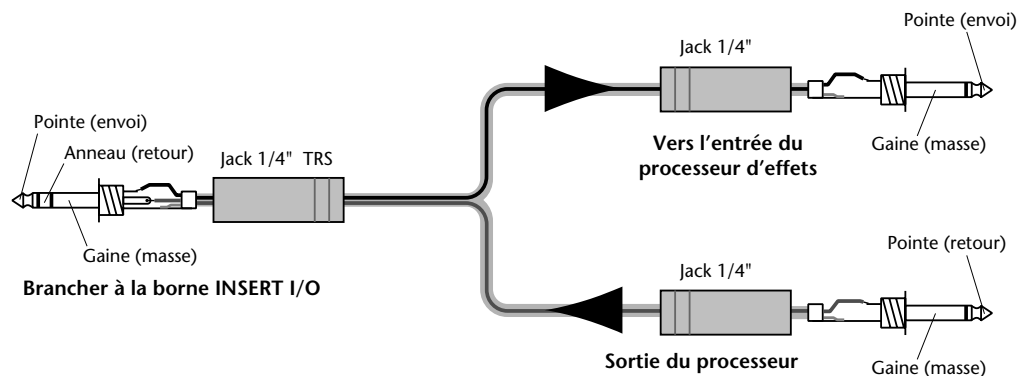 Pointe (envoi)
Anneau (retour)
Jack 1/4" TRS
Gaine (masse)
Brancher à la borne INSERT I/O
Jack 1/4"
Pointe (envoi)
Gaine (masse)
Vers l'entrée du
processeur d'effets
Jack 1/4"
Pointe (retour)
Gaine (masse)
Sortie du processeur